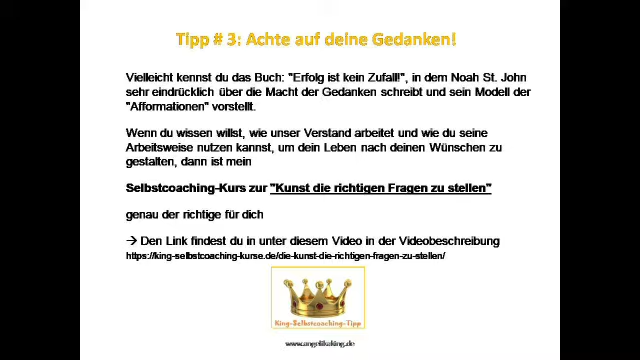 Tipp # 3: Achte auf deine Gedanken!
Vielleicht kennst du das Buch: "Erfolg ist kein Zufall!", in dem Noah St. John
sehr eindrücklich über die Macht der Gedanken schreibt und sein Modell der
"Afformationen" vorstellt.
Wenn du wissen willst, wie unser Verstand arbeitet und wie du seine
Arbeitsweise nutzen kannst, um dein Leben nach deinen Wünschen zu
gestalten, dann ist mein
Selbstcoaching-Kurs zur "Kunst die richtigen Fragen zu stellen"
genau der richtige für dich
→ Den Link findest du in unter diesem Video in der Videobeschreibung
https://king-selbstcoaching-kurse.de/die-kunst-die-richtigen-fragen-zu-stellen/
King-Selbstcoaching-Tipp
www.angelikaking.de